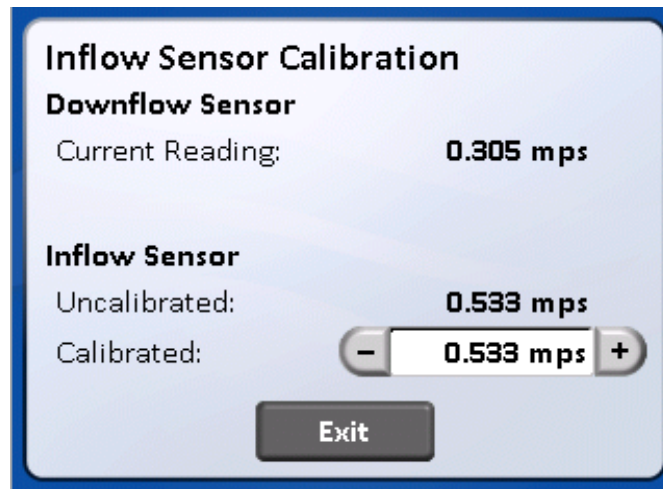 Inflow Sensor Calibration
Downflow Sensor
Current Reading: 0.305 mps
Inflow Sensor
Uncalibrated: 0.533 mps
Calibrated: - 0.533 mps +
Exit